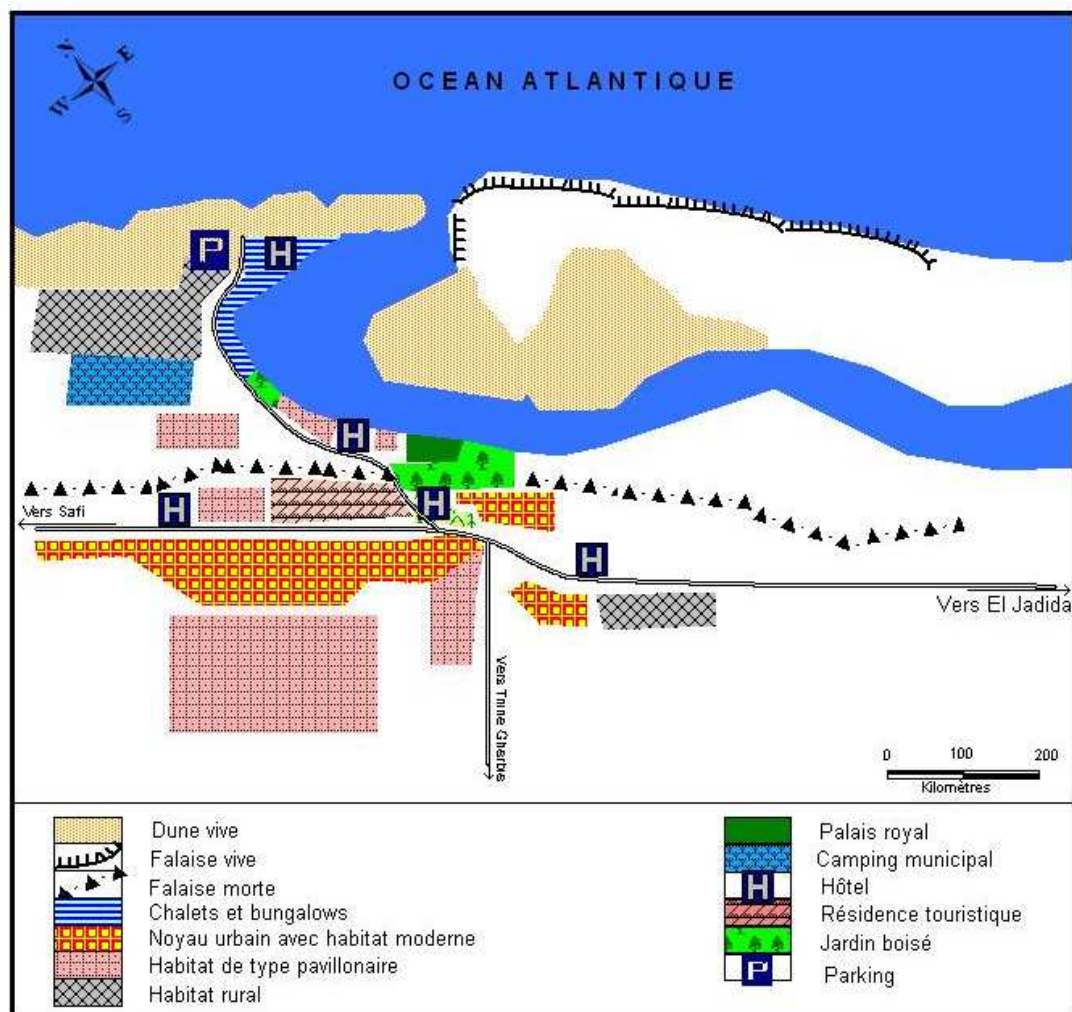 N
E
W
S
OCEAN ATLANTIQUE
P
H
H
H
H
H
Vers Safi
Vers El Jadida
Vers Tnine Gharbia
0 100 200
Kilomètres
Dune vive
Falaise vive
Falaise morte
Chalets et bungalows
Noyau urbain avec habitat moderne
Habitat de type pavillonaire
Habitat rural
Palais royal
Camping municipal
H Hôtel
Résidence touristique
Jardin boisé
P Parking